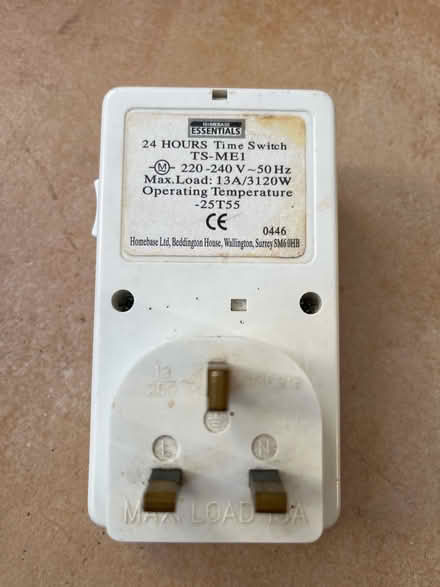 HOMEBASE
ESSENTIALS
24 HOURS Time Switch
TS-ME1
M 220-240V~50Hz
Max.Load: 13A/3120W
Operating Temperature
-25T55
CE
0446
Homebase Ltd, Beddington House, Wallington, Surrey SM6 0HB
L N
MAX LOAD 13A